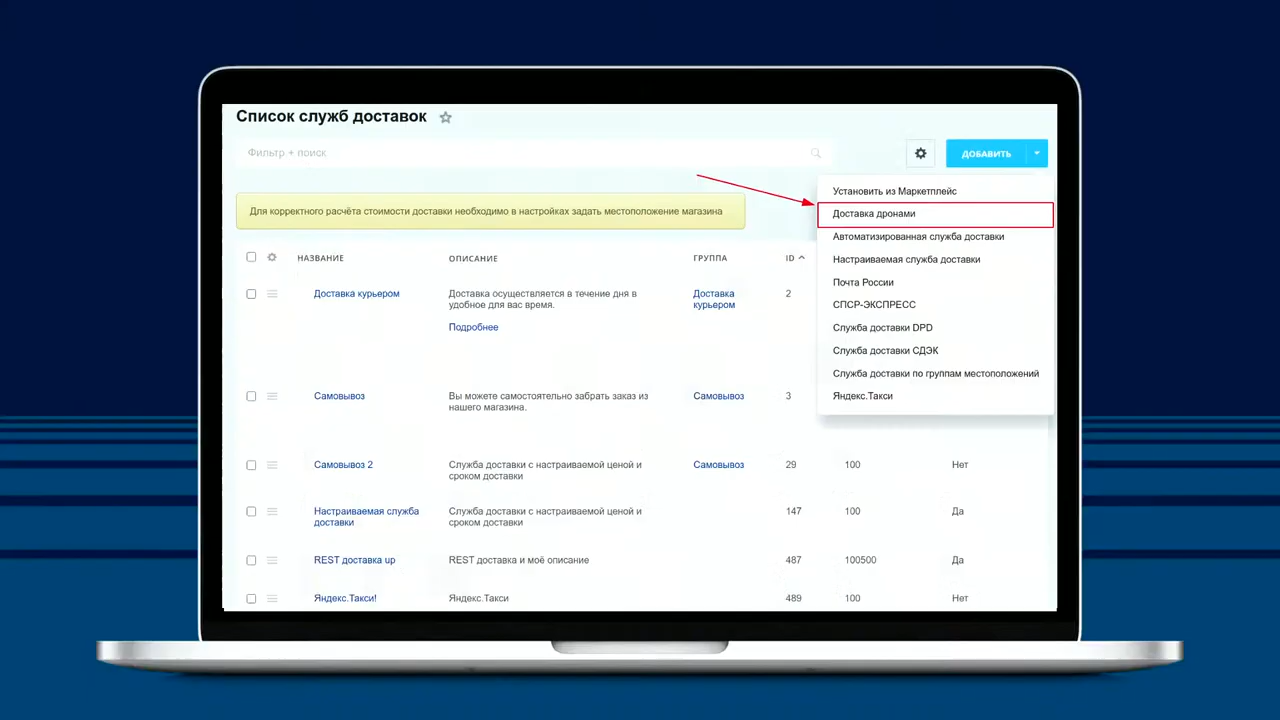 Список служб доставок
Фильтр + поиск
ДОБАВИТЬ
Установить из Маркетплейс
Доставка дронами
Автоматизированная служба доставки
Настраиваемая служба доставки
Почта России
СПСР-ЭКСПРЕСС
Служба доставки DPD
Служба доставки СДЭК
Служба доставки по группам местоположений
Яндекс.Такси
Для корректного расчёта стоимости доставки необходимо в настройках задать местоположение магазина
НАЗВАНИЕ ОПИСАНИЕ ГРУППА ID
Доставка курьером Доставка осуществляется в течение дня в Доставка 2
удобное для вас время. курьером
Подробнее
Самовывоз Вы можете самостоятельно забрать заказ из Самовывоз 3
нашего магазина.
Самовывоз 2 Служба доставки с настраиваемой ценой и Самовывоз 29 100 Нет
сроком доставки
Настраиваемая служба Служба доставки с настраиваемой ценой и 147 100 Да
доставки сроком доставки
REST доставка up REST доставка и моё описание 487 100500 Да
Яндекс.Такси! Яндекс.Такси 489 100 Нет